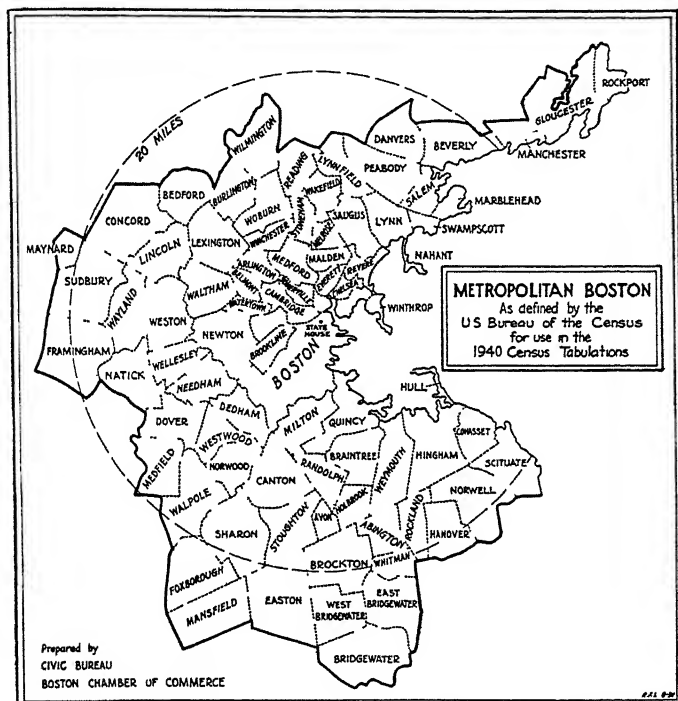 20 MILES
ROCKPORT
GLOUCESTER
MANCHESTER
WILMINGTON
DANVERS
BEVERLY
PEABODY
SALEM
MARBLEHEAD
SWAMPSCOTT
READING
LYNNFIELD
WAKEFIELD
BEDFORD
BURLINGTON
CONCORD
WOBURN
STONEHAM
SAUGUS
LYNN
MAYNARD
LINCOLN
LEXINGTON
WINCHESTER
MELROSE
NAHANT
SUDBURY
ARLINGTON
MEDFORD
MALDEN
WAYLAND
WALTHAM
BELMONT
SOMERVILLE
EVERETT
REVERE
CHELSEA
WATERTOWN
CAMBRIDGE
WINTHROP
WESTON
NEWTON
STATE
HOUSE
BROOKLINE
BOSTON
FRAMINGHAM
NATICK
WELLESLEY
NEEDHAM
HULL
METROPOLITAN BOSTON
As defined by the
US Bureau of the Census
for use in the
1940 Census Tabulations
DOVER
DEDHAM
MILTON
QUINCY
COHASSET
MEDFIELD
WESTWOOD
NORWOOD
BRAINTREE
WEYMOUTH
HINGHAM
SCITUATE
CANTON
RANDOLPH
NORWELL
WALPOLE
HOLBROOK
ROCKLAND
SHARON
STOUGHTON
AVON
ABINGTON
HANOVER
BROCKTON
WHITMAN
FOXBOROUGH
MANSFIELD
EASTON
WEST
BRIDGEWATER
EAST
BRIDGEWATER
BRIDGEWATER
Prepared by
CIVIC BUREAU
BOSTON CHAMBER OF COMMERCE